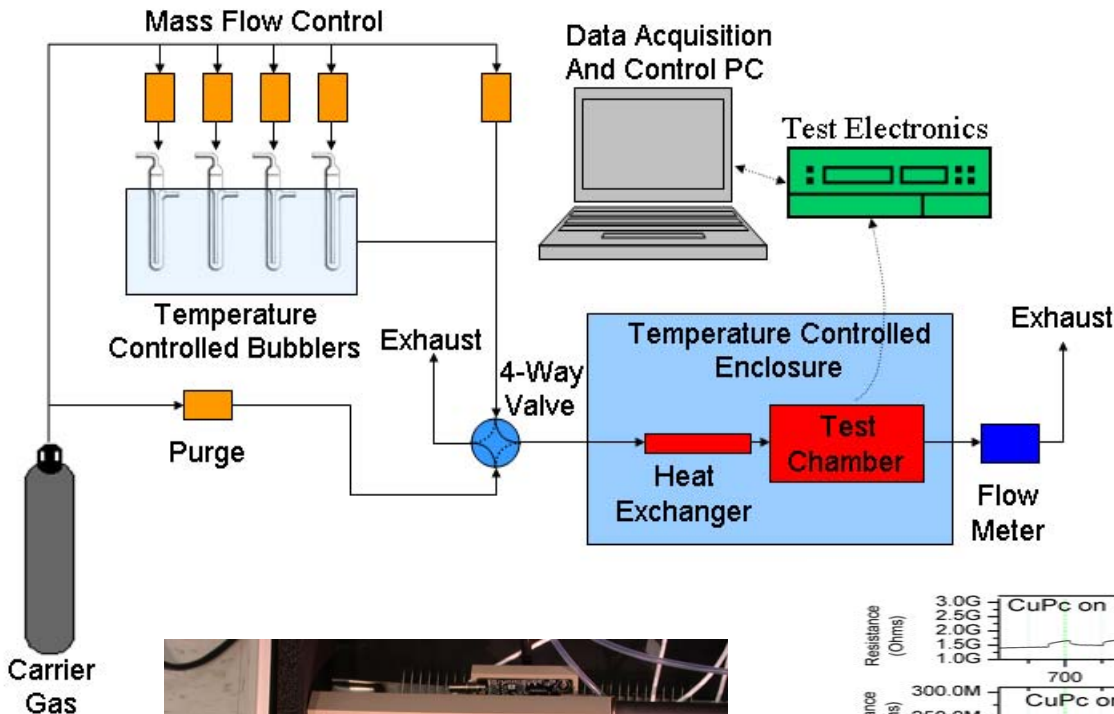 Mass Flow Control
Data Acquisition
And Control PC
Test Electronics
Temperature
Controlled Bubblers
Exhaust
4-Way
Valve
Purge
Temperature Controlled
Enclosure
Exhaust
Test
Chamber
Heat
Exchanger
Flow
Meter
Carrier
Gas
Resistance
(Ohms)
3.0G
2.5G
2.0G
1.5G
1.0G
CuPc on
700
300.0M
CuPc on